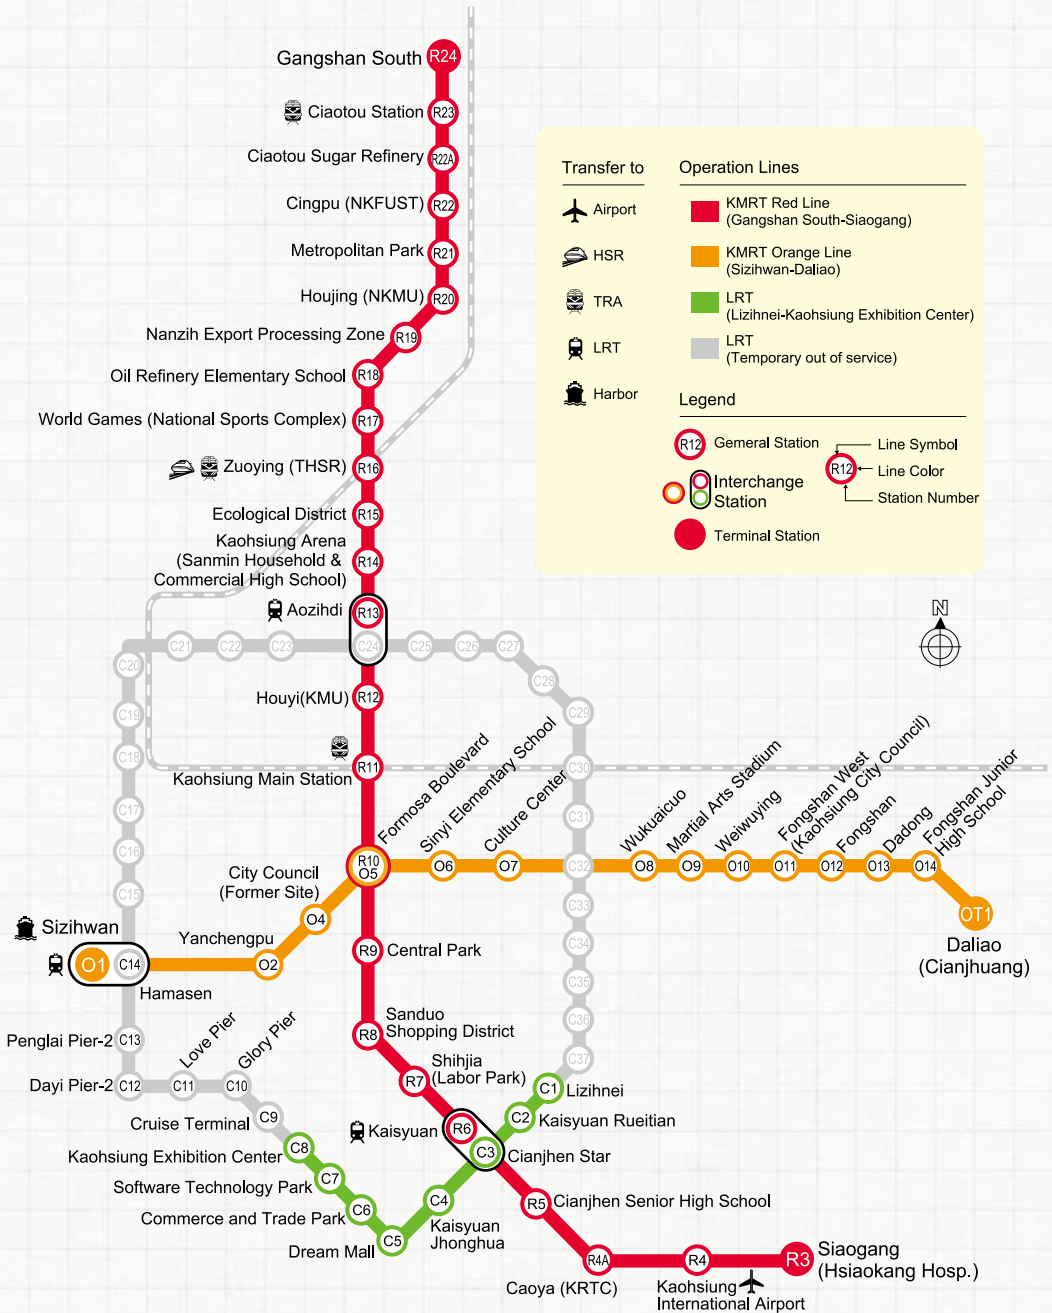 Gangshan South
R24
Ciaotou Station
R23
Ciaotou Sugar Refinery
R22A
Cingpu (NKFUST)
R22
Metropolitan Park
R21
Houjing (NKMU)
R20
Nanzih Export Processing Zone
R19
Oil Refinery Elementary School
R18
World Games (National Sports Complex)
R17
Zuoying (THSR)
R16
Ecological District
R15
Kaohsiung Arena
(Sanmin Household &
Commercial High School)
R14
Aozihdi
R13
Transfer to
Airport
HSR
TRA
LRT
Harbor
Operation Lines
KMRT Red Line
(Gangshan South-Siaogang)
KMRT Orange Line
(Sizihwan-Daliao)
LRT
(Lizihnei-Kaohsiung Exhibition Center)
LRT
(Temporary out of service)
Legend
R12
Gemeral Station
Interchange
Station
Terminal Station
R12
Line Symbol
Line Color
Station Number
N
C20
C21
C22
C23
C24
C25
C26
C27
C28
C29
C30
C31
C32
C33
C34
C35
C36
C37
C19
C18
C17
C16
C15
Houyi(KMU)
R12
Kaohsiung Main Station
R11
Formosa Boulevard
R10
O5
Sinyi Elementary School
O6
Culture Center
O7
Wukuaicuo
O8
Martial Arts Stadium
O9
Weiwuying
O10
Fongshan West
(Kaohsiung City Council)
O11
Fongshan
O12
Dadong
O13
Fongshan Junior
High School
O14
OT1
Daliao
(Cianjhuang)
City Council
(Former Site)
O4
Yanchengpu
O2
Sizihwan
O1
C14
Hamasen
Central Park
R9
Sanduo
Shopping District
R8
Shihjia
(Labor Park)
R7
Kaisyuan
R6
Penglai Pier-2
C13
Dayi Pier-2
C12
Love Pier
C11
Glory Pier
C10
Cruise Terminal
C9
Kaohsiung Exhibition Center
C8
Software Technology Park
C7
Commerce and Trade Park
C6
Dream Mall
C5
Kaisyuan
Jhonghua
C4
Cianjhen Star
C3
Kaisyuan Rueitian
C2
Lizihnei
C1
Cianjhen Senior High School
R5
Caoya (KRTC)
R4A
Kaohsiung
International Airport
R4
R3
Siaogang
(Hsiaokang Hosp.)